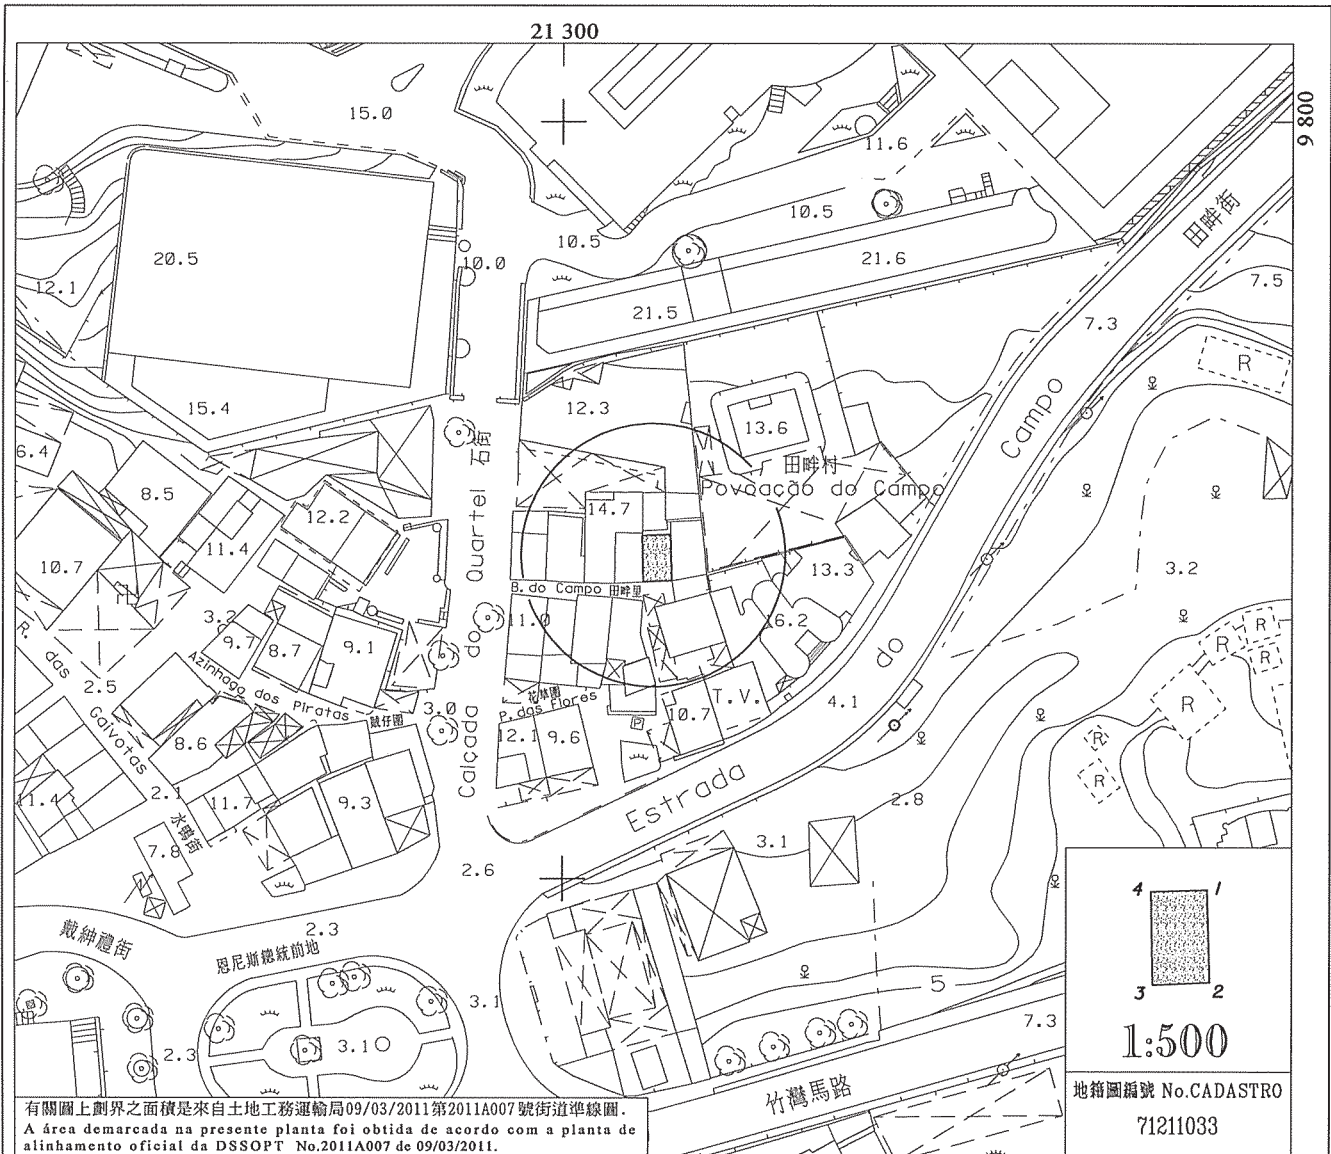 21 300
9 800
15.0
11.6
10.5
10.5
10.0
20.5
12.1
21.6
21.5
7.5
7.3
田畔街
15.4
12.3
13.6
6.4
8.5
12.2
14.7
11.4
10.7
田畔村
Povoação do Campo
13.3
3.2
B. do Campo 田畔里
11.0
6.2
3.2
9.7
8.7
9.1
Azinhaga dos Piratas
R. das Gaivotas
2.5
3.0
花草園
P. das Flores
10.7
T.V.
4.1
12.1
9.6
8.6
Calçada do Quartel 石街
Estrada do Campo
11.4
2.1
11.7
9.3
水鴨街
7.8
2.8
3.1
2.6
2.3
戴紳禮街
恩尼斯總統前地
3.1
2.3
3.1
5
7.3
竹灣馬路
R
R
R
R
R
R
R
P
4 1
3 2
1:500
地籍圖編號 No.CADASTRO
71211033
有關圖上劃界之面積是來自土地工務運輸局09/03/2011第2011A007號街道準線圖.
A área demarcada na presente planta foi obtida de acordo com a planta de
alinhamento oficial da DSSOPT No.2011A007 de 09/03/2011.